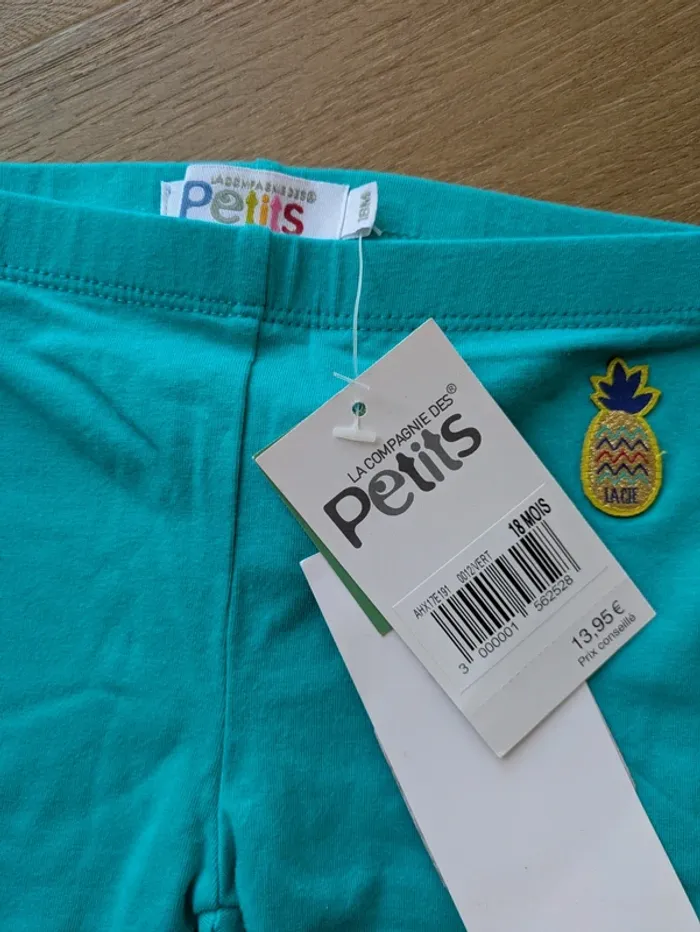 LA COMPAGNIE DES®
Petits
18M
LA COMPAGNIE DES®
Petits
18 MOIS
AHX17E191 0012/VERT
3 000001 562528
13,95 €
Prix conseillé
LA CIE